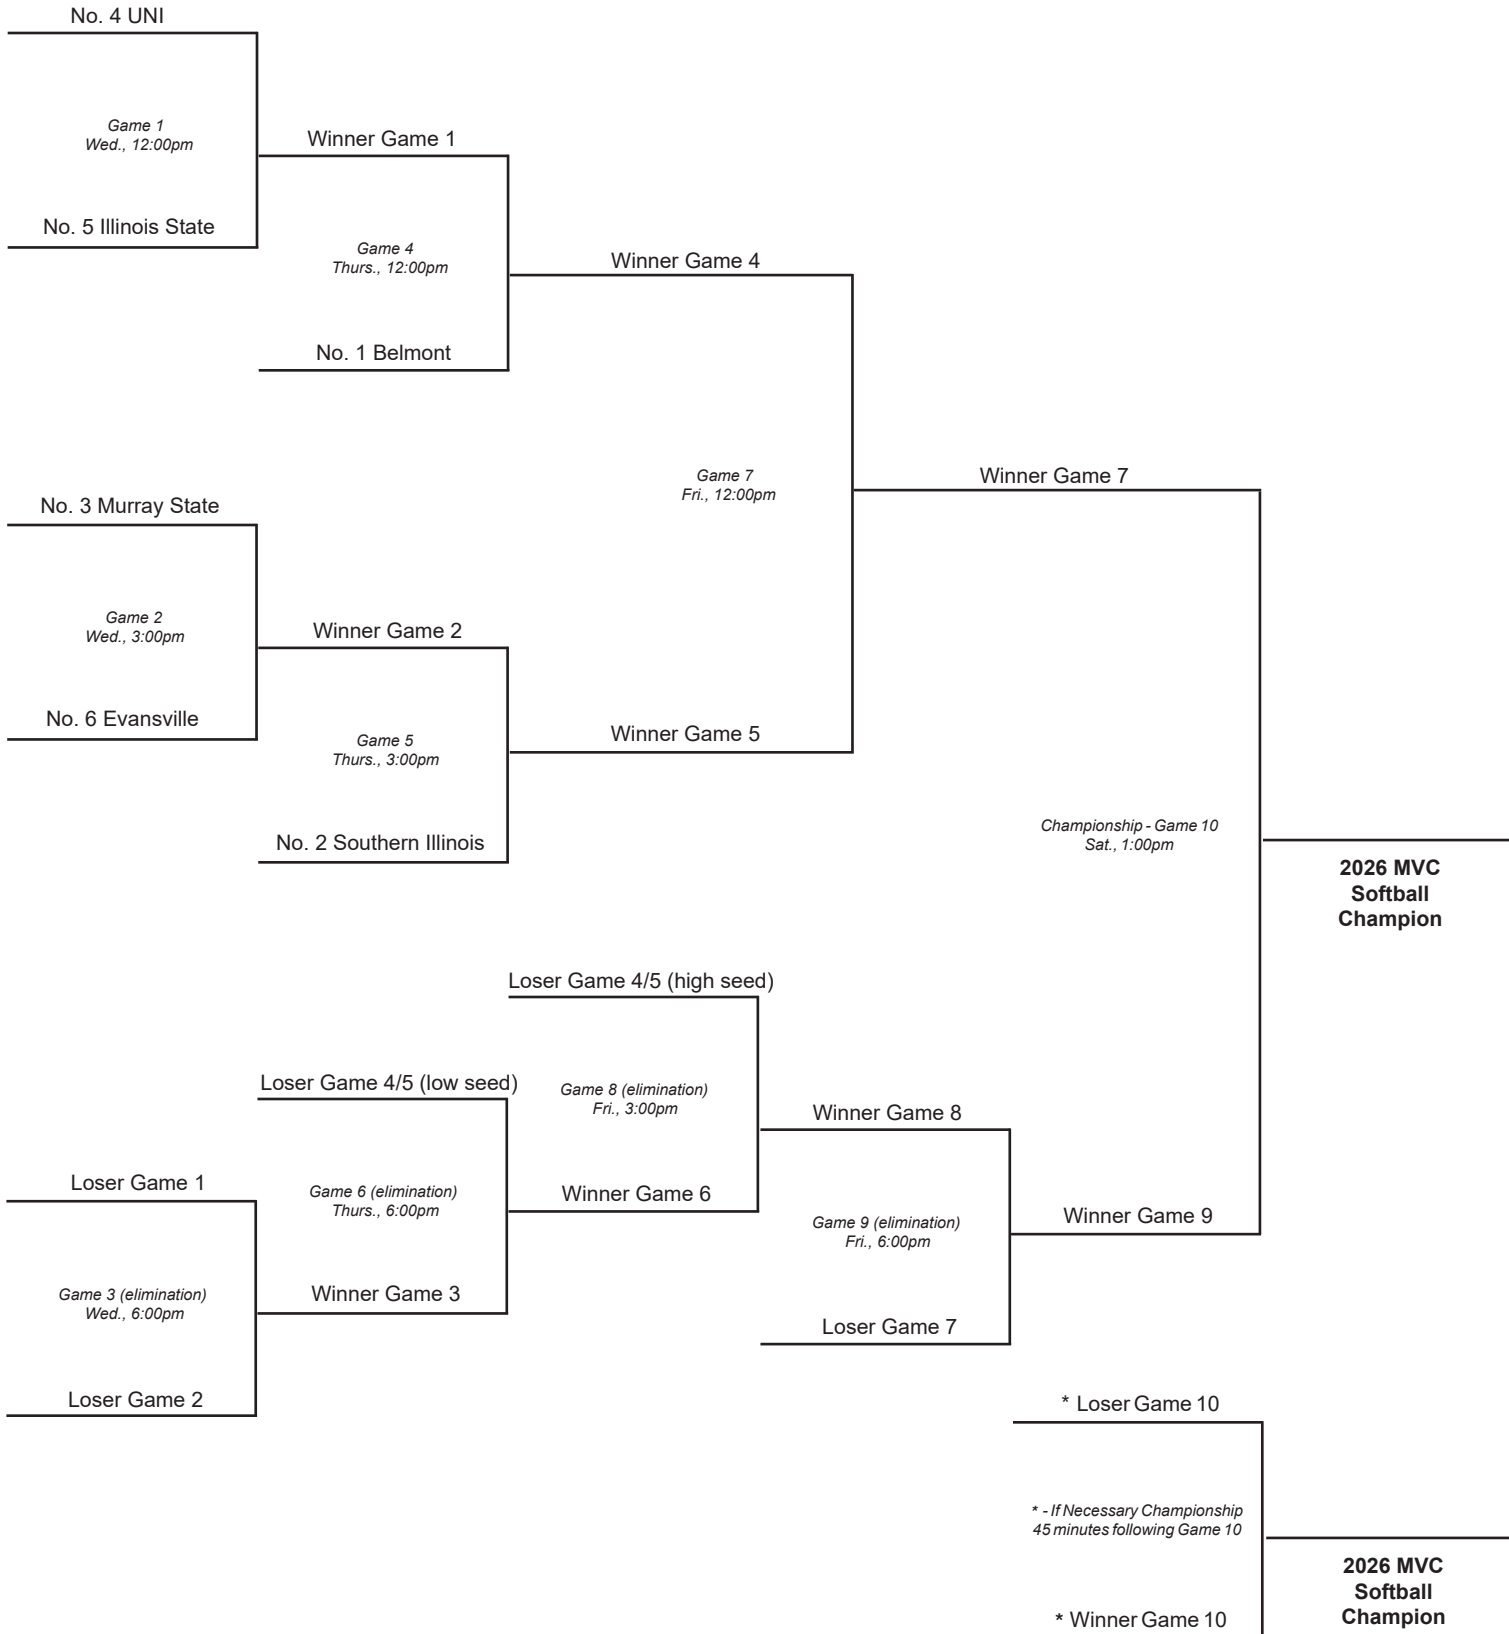 No. 4 UNI
Game 1
Wed., 12:00pm
Winner Game 1
No. 5 Illinois State
Game 4
Thurs., 12:00pm
Winner Game 4
No. 1 Belmont
Game 7
Fri., 12:00pm
Winner Game 7
No. 3 Murray State
Game 2
Wed., 3:00pm
Winner Game 2
No. 6 Evansville
Game 5
Thurs., 3:00pm
Winner Game 5
No. 2 Southern Illinois
Championship - Game 10
Sat., 1:00pm
2026 MVC
Softball
Champion
Loser Game 4/5 (high seed)
Loser Game 4/5 (low seed)
Game 8 (elimination)
Fri., 3:00pm
Winner Game 8
Loser Game 1
Game 6 (elimination)
Thurs., 6:00pm
Winner Game 6
Game 9 (elimination)
Fri., 6:00pm
Winner Game 9
Game 3 (elimination)
Wed., 6:00pm
Winner Game 3
Loser Game 7
Loser Game 2
* Loser Game 10
* - If Necessary Championship
45 minutes following Game 10
2026 MVC
Softball
Champion
* Winner Game 10